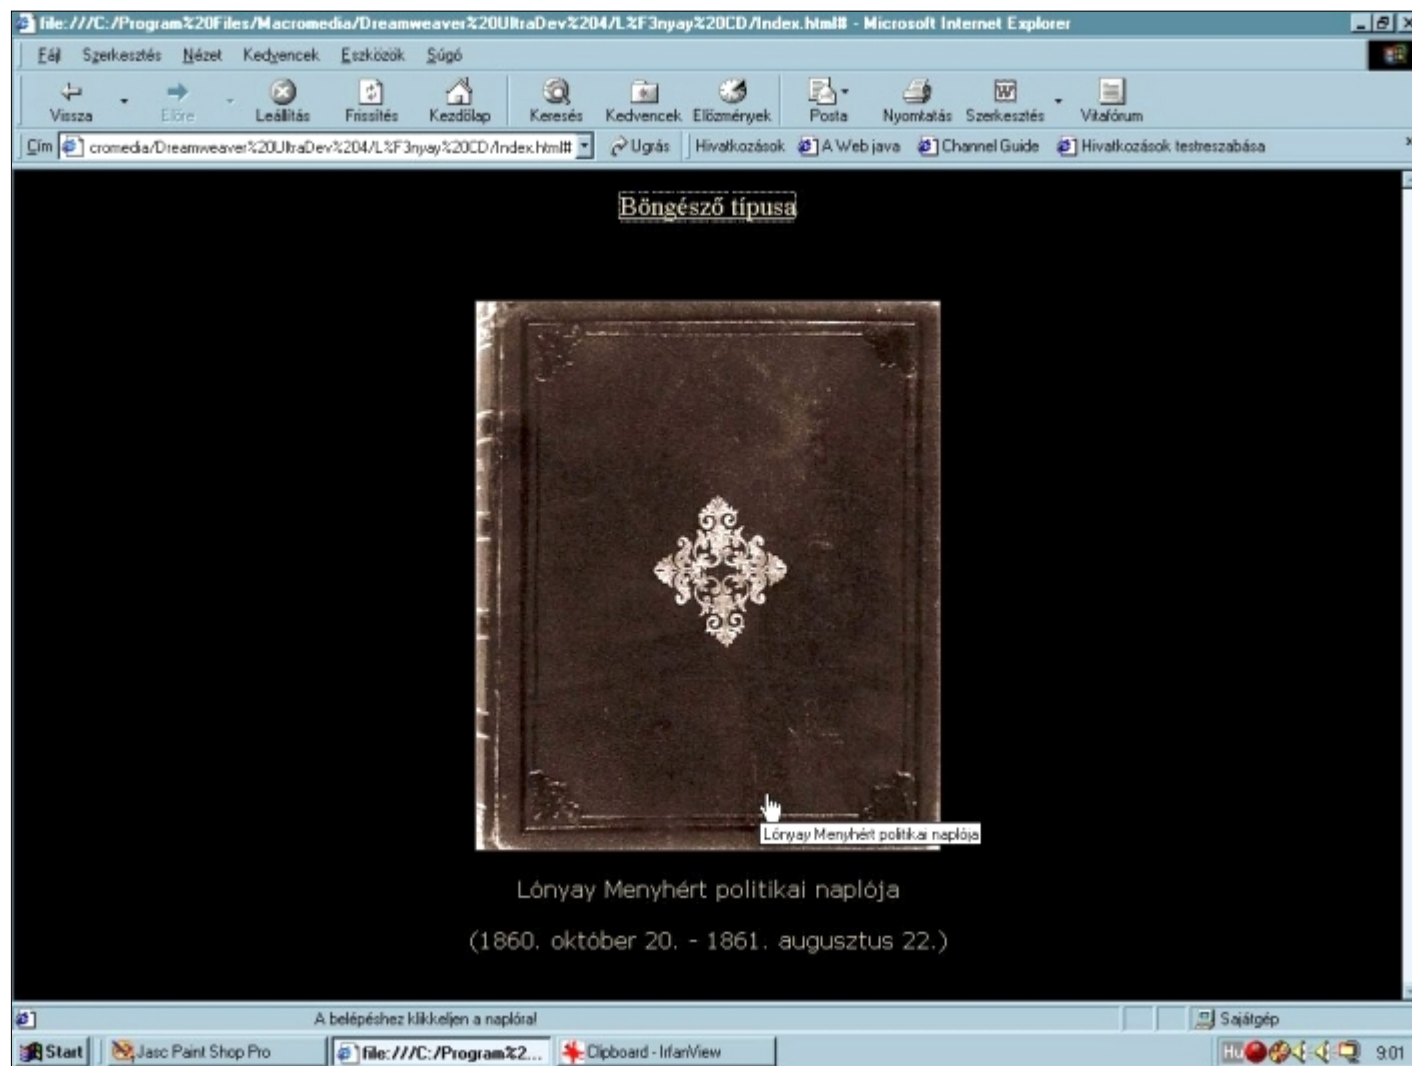 file:///C:/Program%20Files/Macromedia/Dreamweaver%20UltraDev%204/L%F3nyay%20CD/Index.html# - Microsoft Internet Explorer
Fájl Szerkesztés Nézet Kedvencek Eszközök Súgó
Vissza Előre Leállítás Frissítés Kezdőlap Keresés Kedvencek Előzmények Posta Nyomtatás Szerkesztés Vitafórum
Cím cromedia/Dreamweaver%20UltraDev%204/L%F3nyay%20CD/Index.html# Ugrás Hivatkozások A Web java Channel Guide Hivatkozások testreszabása
Böngésző típusa
Lónyay Menyhért politikai naplója
Lónyay Menyhért politikai naplója
(1860. október 20. - 1861. augusztus 22.)
A belépéshez klikkeljen a naplóra! Sajátgép
Start Jasc Paint Shop Pro file:///C:/Program%2... Clipboard - IrfanView Hu 9:01